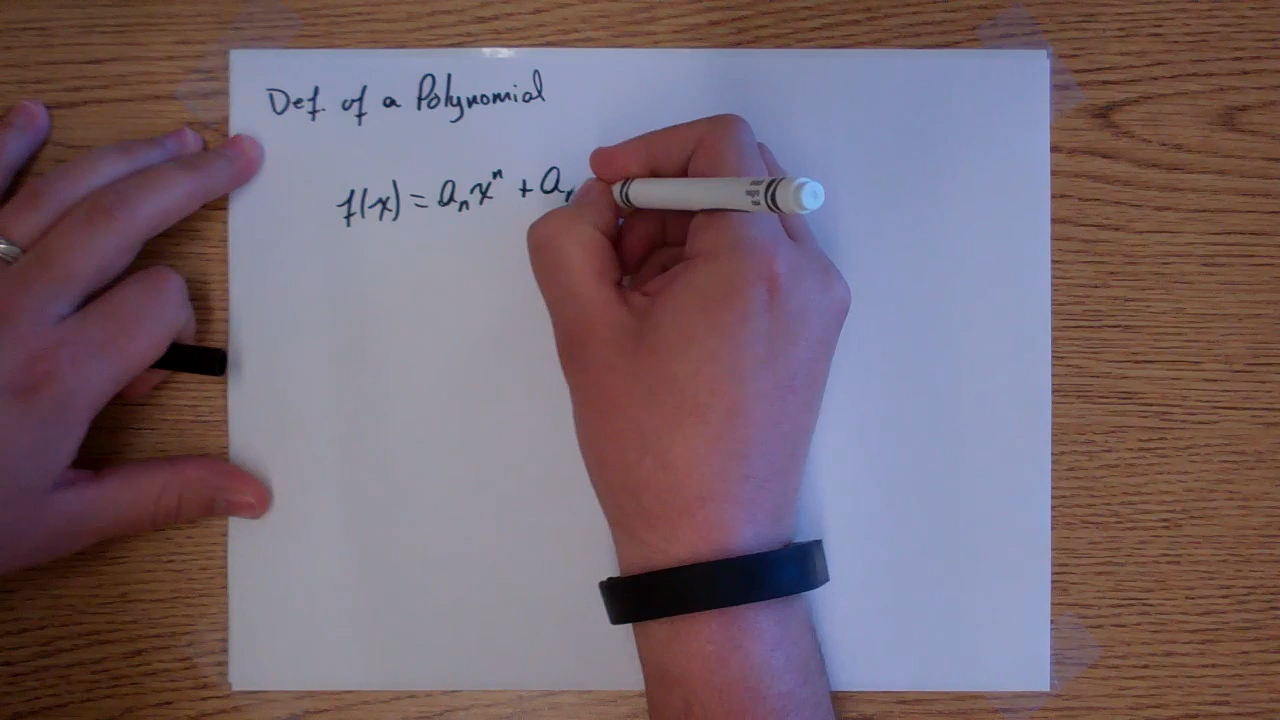 Def. of a Polynomial
f(x) = aₙxⁿ + a